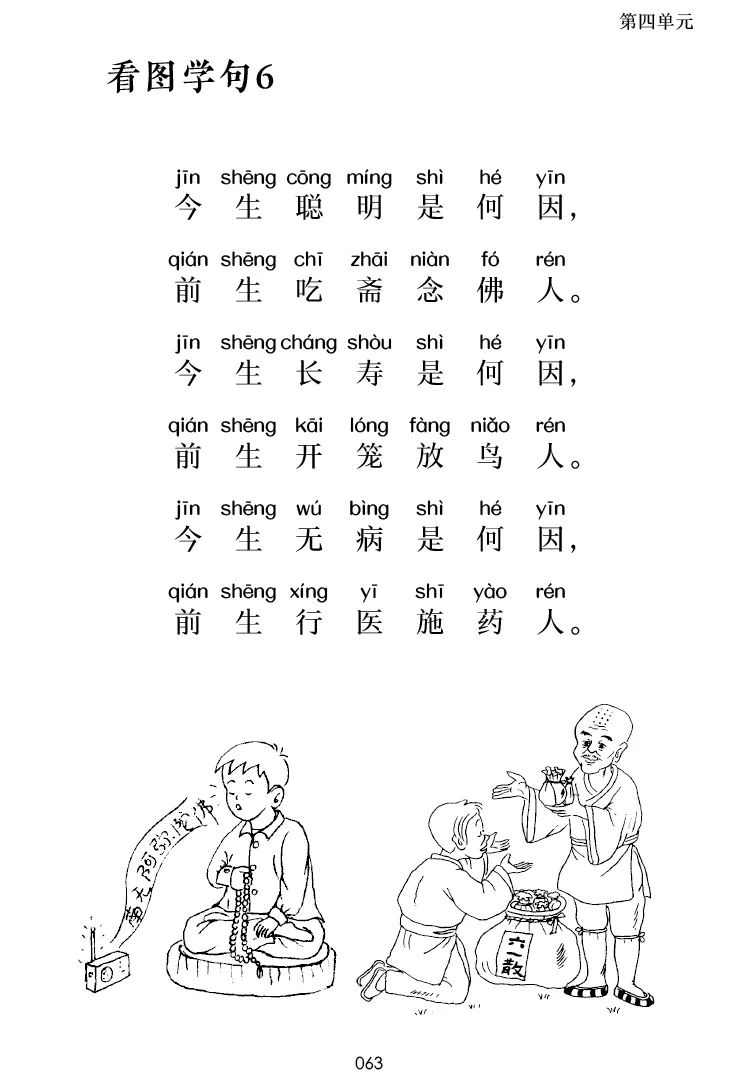 第四单元
看图学句6
jīn shēng cōng míng shì hé yīn
今生聪明是何因，
qián shēng chī zhāi niàn fó rén
前生吃斋念佛人。
jīn shēng cháng shòu shì hé yīn
今生长寿是何因，
qián shēng kāi lóng fàng niǎo rén
前生开笼放鸟人。
jīn shēng wú bìng shì hé yīn
今生无病是何因，
qián shēng xíng yī shī yào rén
前生行医施药人。
南无阿弥陀佛
六一散
063